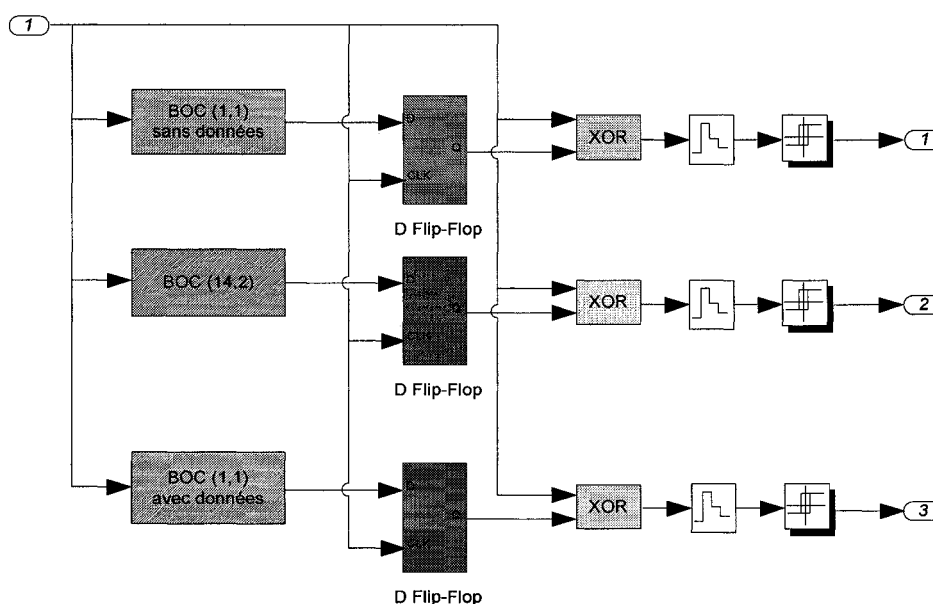 1
BOC (1,1)
sans données
D
Q
CLK
D Flip-Flop
XOR
1
BOC (14,2)
D
CLK
D Flip-Flop
XOR
2
BOC (1,1)
avec données
D
CLK
D Flip-Flop
XOR
3